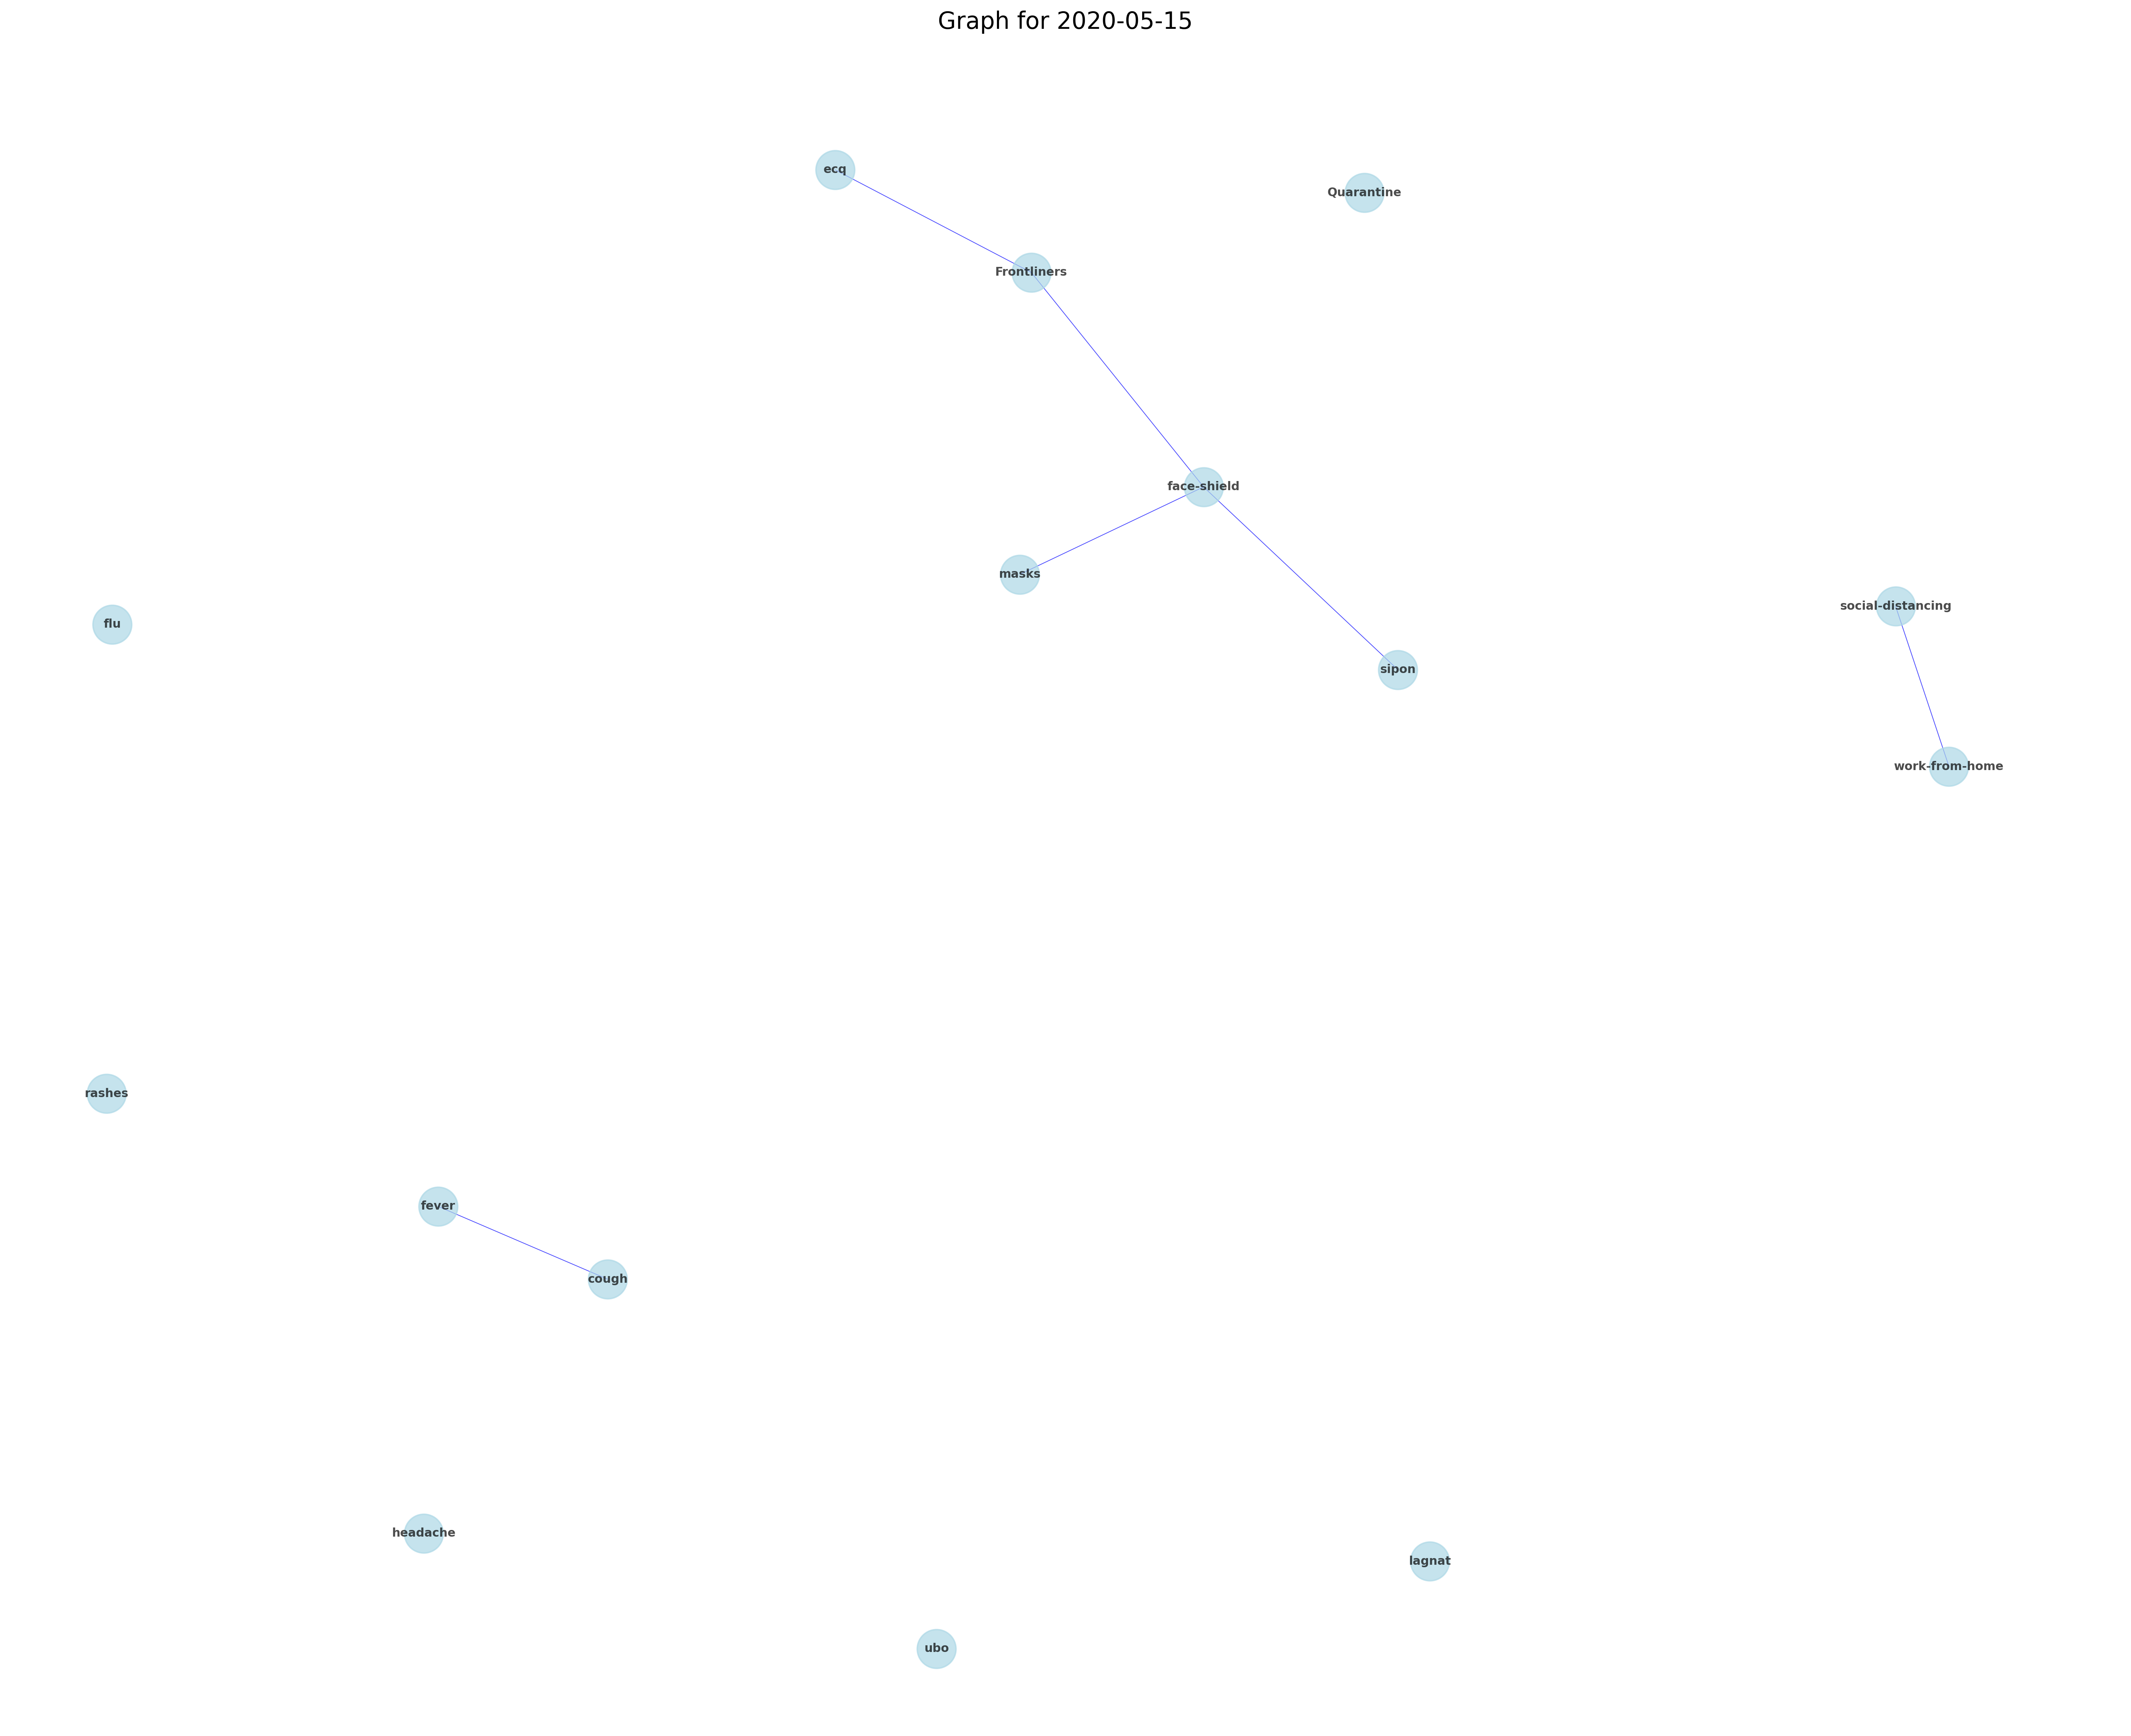 Graph for 2020-05-15
ecq
Quarantine
Frontliners
face-shield
masks
social-distancing
flu
sipon
work-from-home
rashes
fever
cough
headache
lagnat
ubo